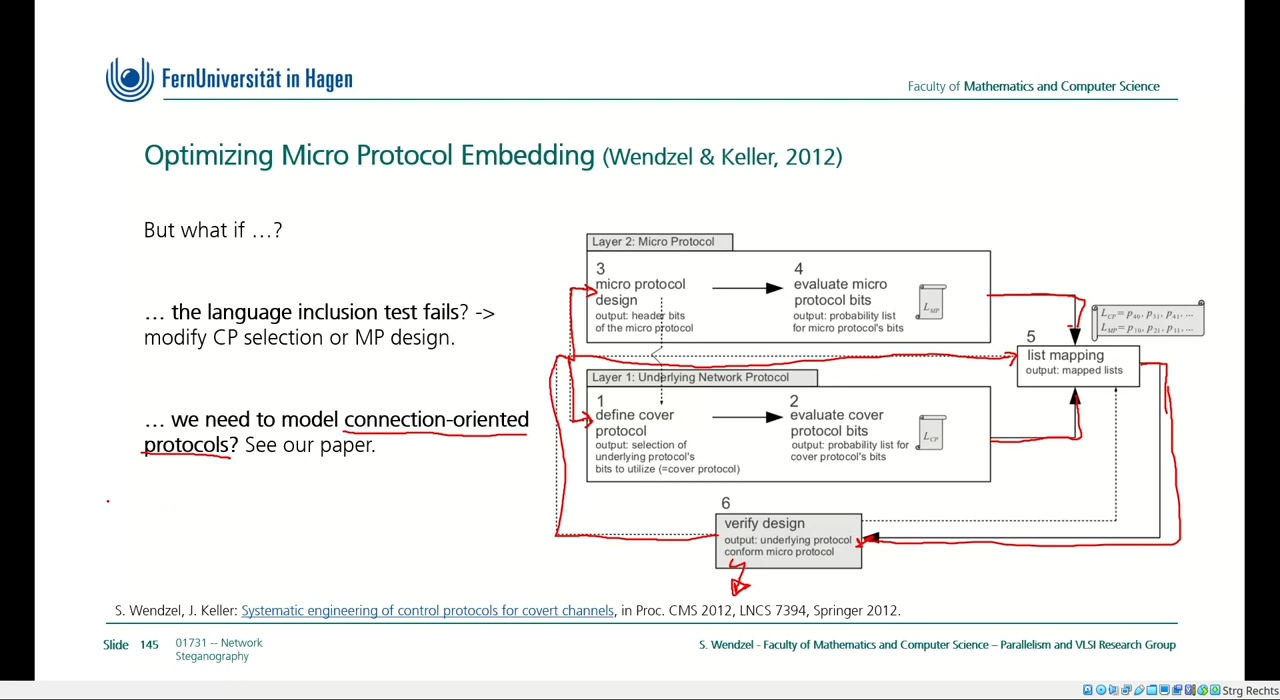 FernUniversität in Hagen
Faculty of Mathematics and Computer Science
Optimizing Micro Protocol Embedding (Wendzel & Keller, 2012)
But what if …?
… the language inclusion test fails? ->
modify CP selection or MP design.
… we need to model connection-oriented
protocols? See our paper.
Layer 2: Micro Protocol
3
micro protocol
design
output: header bits
of the micro protocol
4
evaluate micro
protocol bits
output: probability list
for micro protocol's bits
L_MP
L_CP = p_40, p_31, p_41, ...
L_MP = p_10, p_21, p_11, ...
5
list mapping
output: mapped lists
Layer 1: Underlying Network Protocol
1
define cover
protocol
output: selection of
underlying protocol's
bits to utilize (=cover protocol)
2
evaluate cover
protocol bits
output: probability list for
cover protocol's bits
L_CP
6
verify design
output: underlying protocol
conform micro protocol
S. Wendzel, J. Keller: Systematic engineering of control protocols for covert channels, in Proc. CMS 2012, LNCS 7394, Springer 2012.
Slide 145
01731 -- Network
Steganography
S. Wendzel - Faculty of Mathematics and Computer Science – Parallelism and VLSI Research Group
Strg Rechts